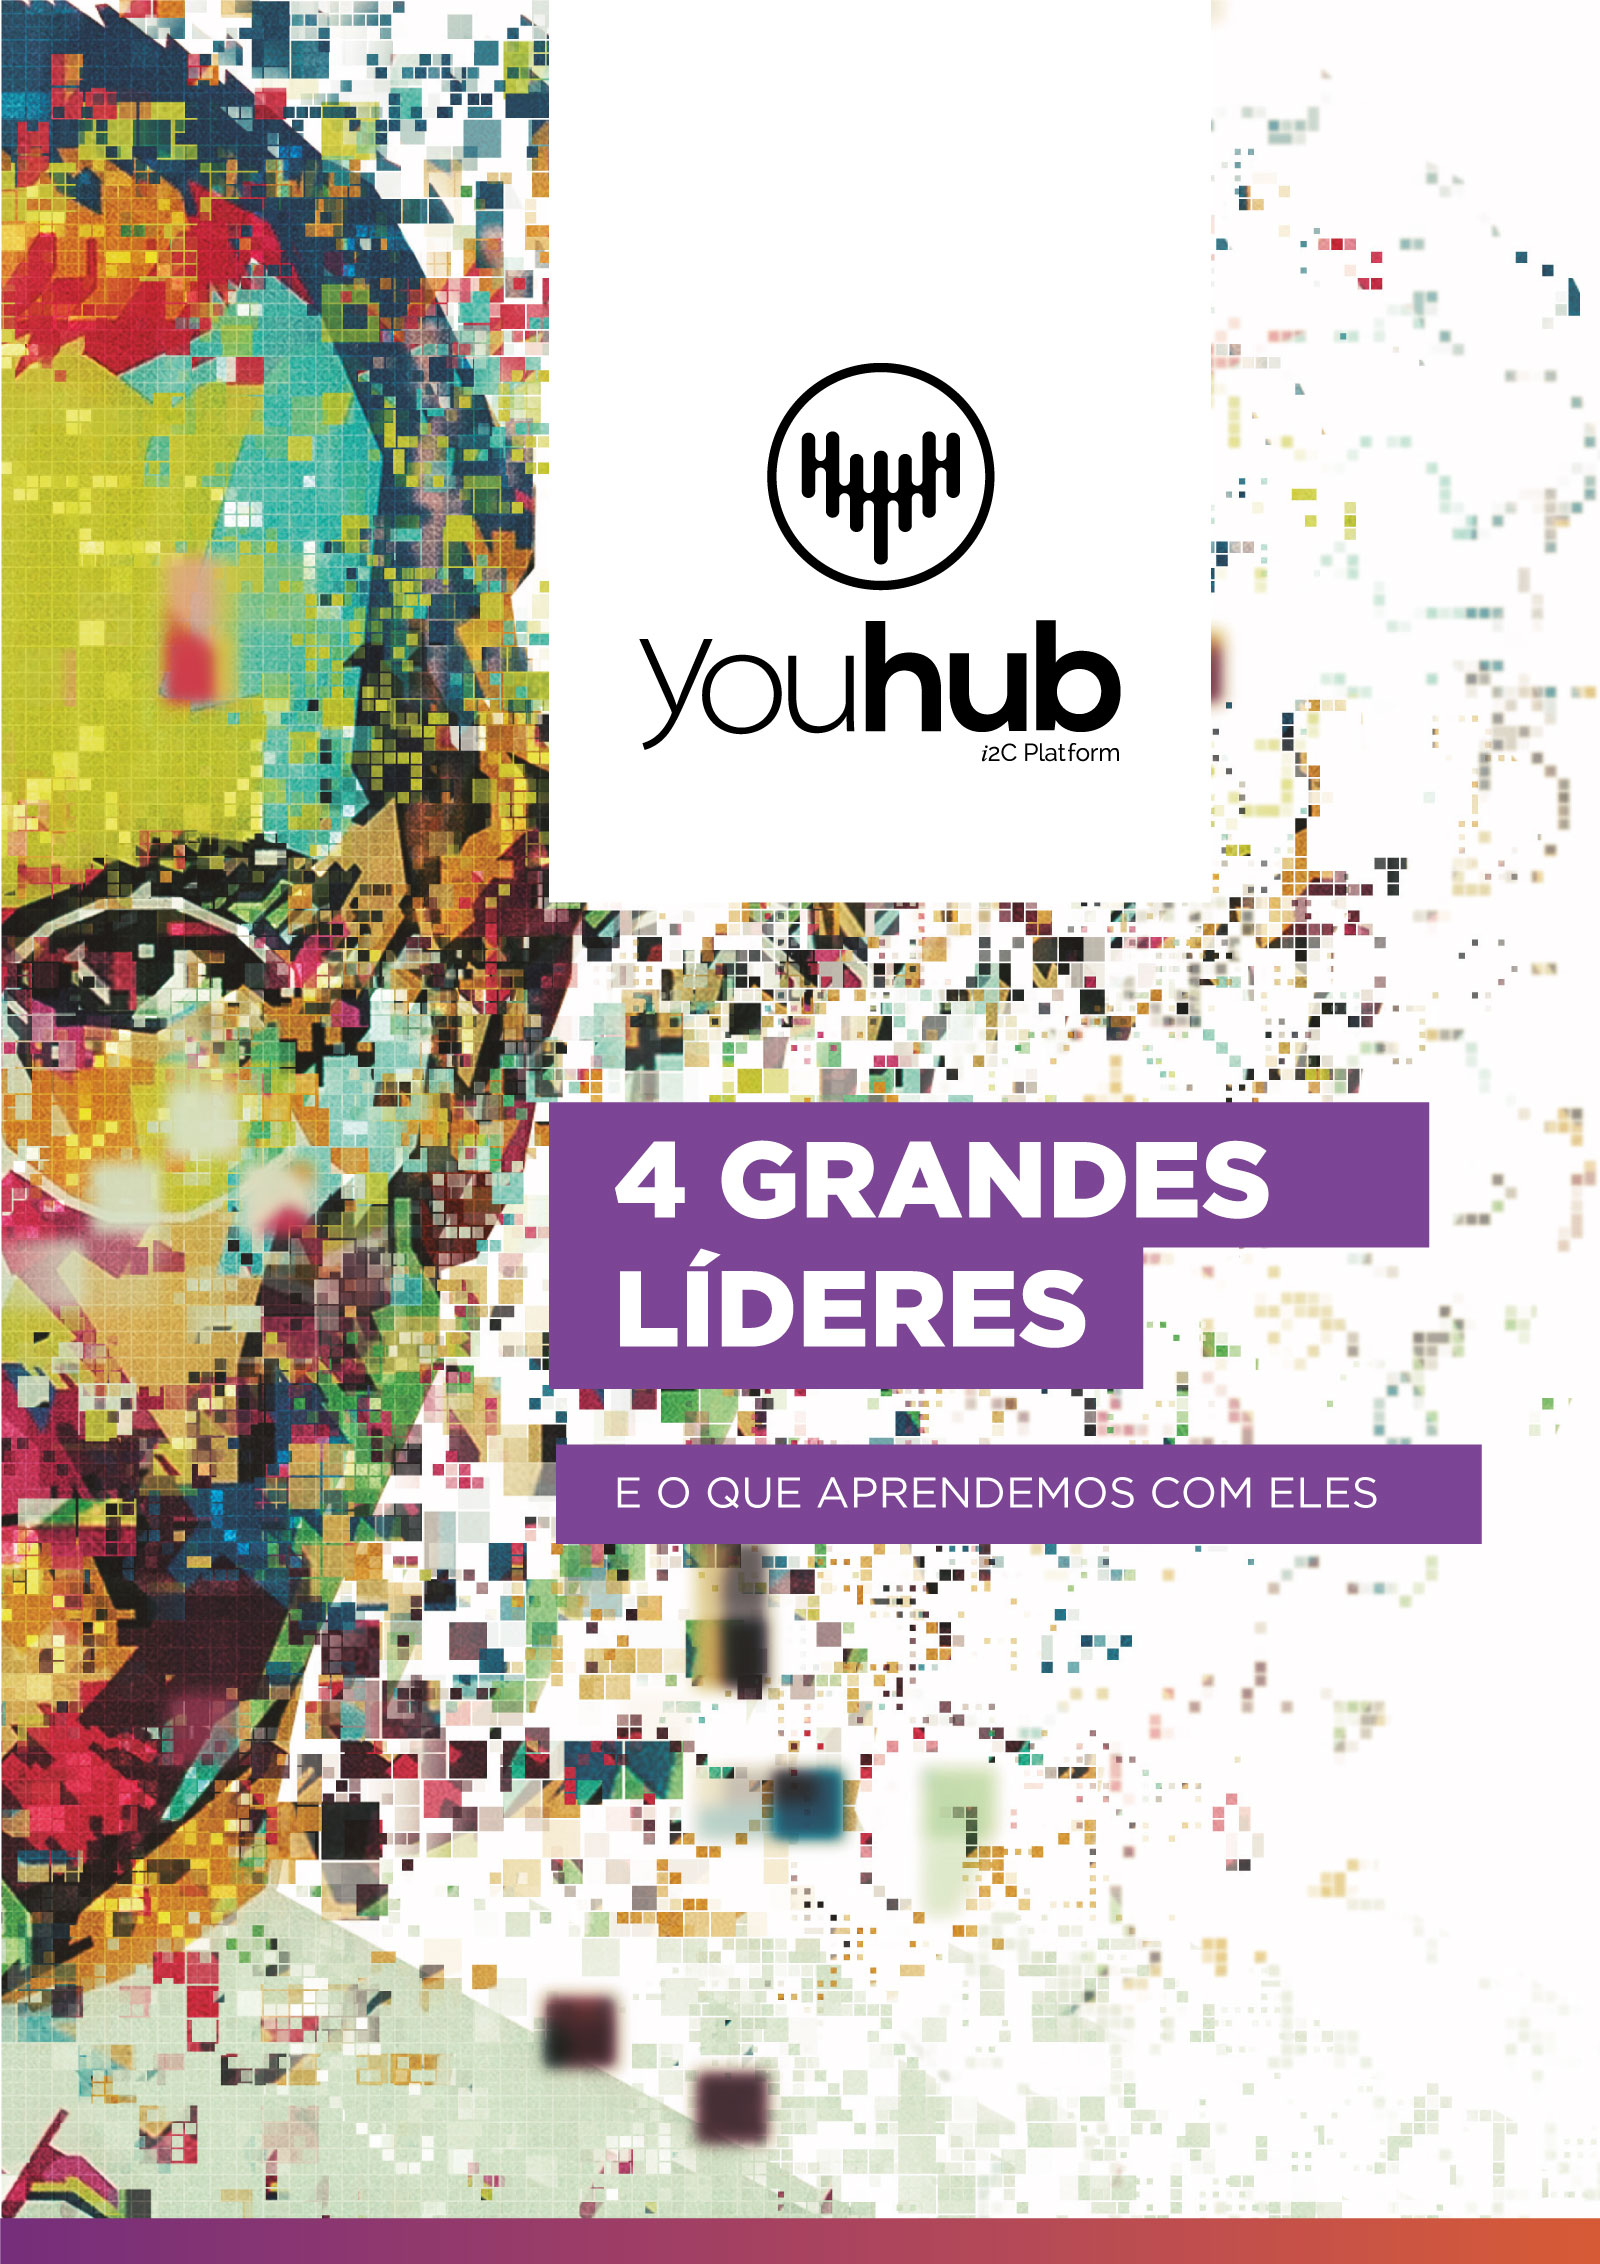 youhub
i2C Platform
4 GRANDES
LÍDERES
E O QUE APRENDEMOS COM ELES